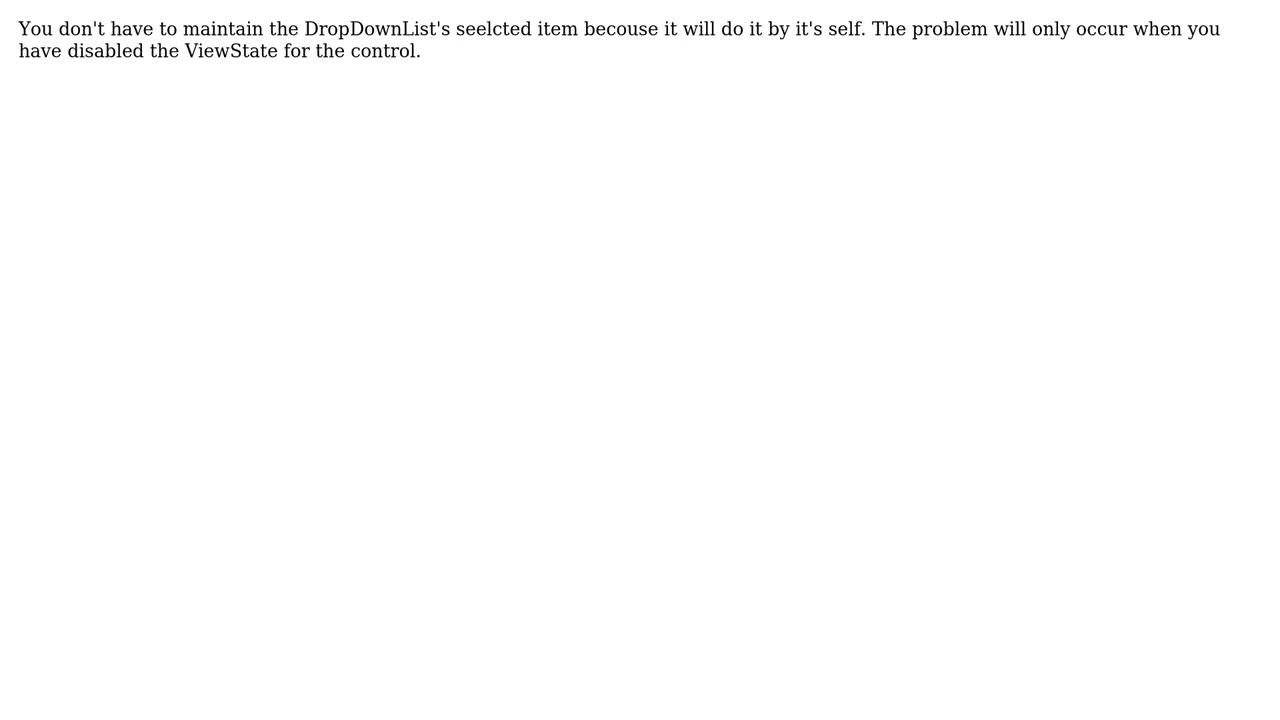 You don't have to maintain the DropDownList's seelcted item becouse it will do it by it's self. The problem will only occur when you
have disabled the ViewState for the control.